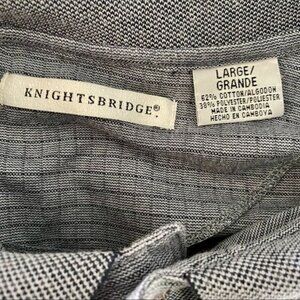 KNIGHTSBRIDGE®
LARGE/
GRANDE
62% COTTON/ALGODON
38% POLYESTER/POLIESTER
MADE IN CAMBODIA
HECHO EN CAMBOYA